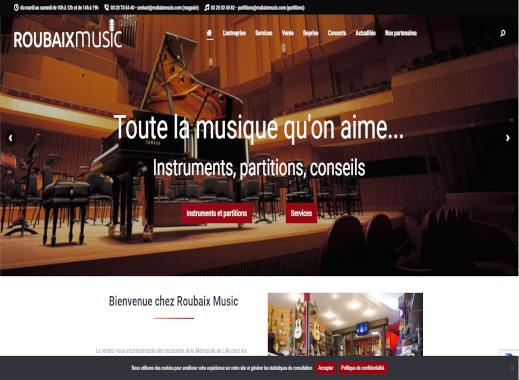 du mardi au samedi de 10h à 12h et de 14h à 19h
03 20 73 54 40 - contact@roubaixmusic.com (magasin)
03 20 02 40 82 - partitions@roubaixmusic.com (partitions)
ROUBAIXMUSIC
L'entreprise Services Vente Reprise Concerts Actualités Nos partenaires
Toute la musique qu'on aime...
Instruments, partitions, conseils
Instruments et partitions Services
Bienvenue chez Roubaix Music
Le rendez-vous incontournable des musiciens de la Métropole de Lille pour les
Nous utilisons des cookies pour améliorer votre expérience sur notre site et générer les statistiques de consultation. Accepter Politique de confidentialité